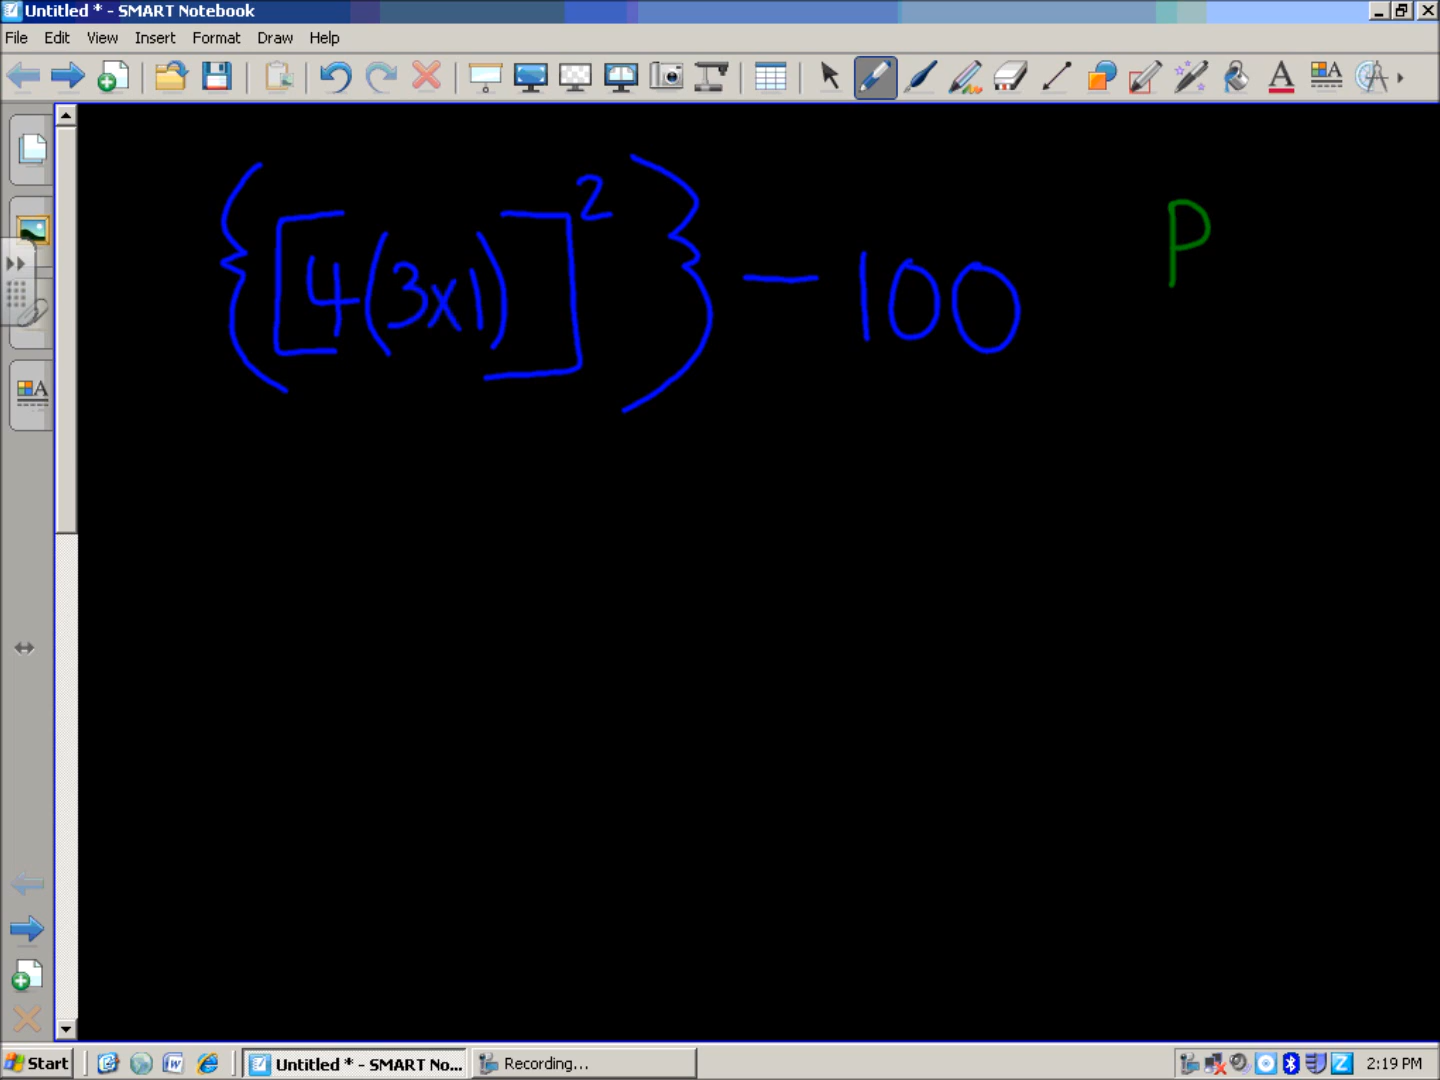 Untitled * - SMART Notebook
File Edit View Insert Format Draw Help
{[4(3x1)]²} - 100
P
Start Untitled * - SMART No... Recording... 2:19 PM